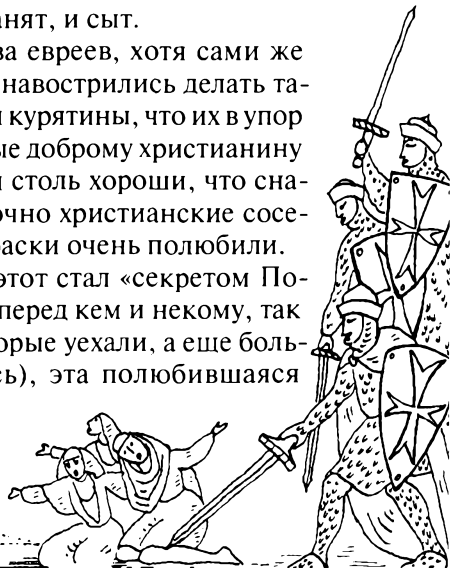 анят, и сыт.
ва евреев, хотя сами же
навострились делать та-
и курятины, что их в упор
ые доброму христианину
и столь хороши, что сна-
очно христианские сосе-
баски очень полюбили.
этот стал «секретом По-
перед кем и некому, так
орые уехали, а еще боль-
сь), эта полюбившаяся